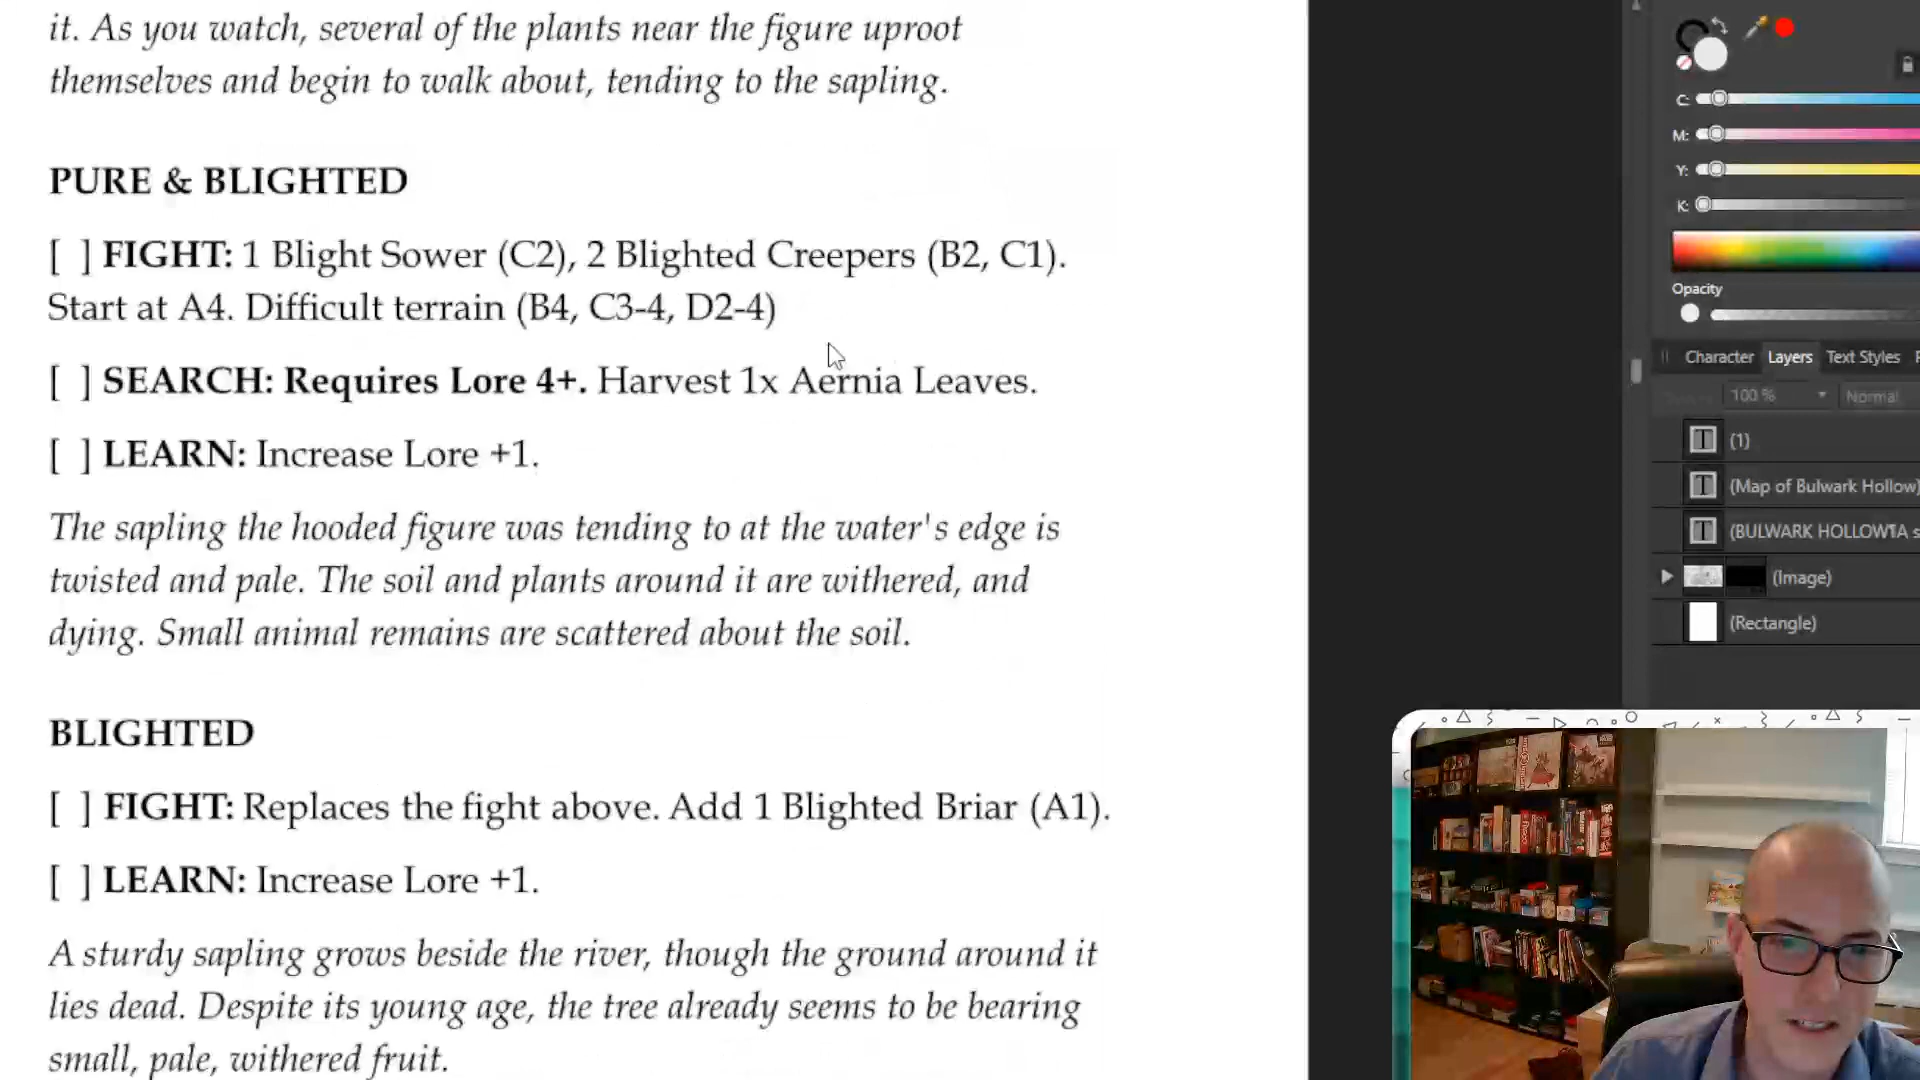 it. As you watch, several of the plants near the figure uproot
themselves and begin to walk about, tending to the sapling.
PURE & BLIGHTED
[ ] FIGHT: 1 Blight Sower (C2), 2 Blighted Creepers (B2, C1).
Start at A4. Difficult terrain (B4, C3-4, D2-4)
[ ] SEARCH: Requires Lore 4+. Harvest 1x Aernia Leaves.
[ ] LEARN: Increase Lore +1.
The sapling the hooded figure was tending to at the water's edge is
twisted and pale. The soil and plants around it are withered, and
dying. Small animal remains are scattered about the soil.
BLIGHTED
[ ] FIGHT: Replaces the fight above. Add 1 Blighted Briar (A1).
[ ] LEARN: Increase Lore +1.
A sturdy sapling grows beside the river, though the ground around it
lies dead. Despite its young age, the tree already seems to be bearing
small, pale, withered fruit.
C:
M:
Y:
K:
Opacity
Character Layers Text Styles
100 % Normal
(1)
(Map of Bulwark Hollow)
(BULWARK HOLLOW¶A s
(Image)
(Rectangle)